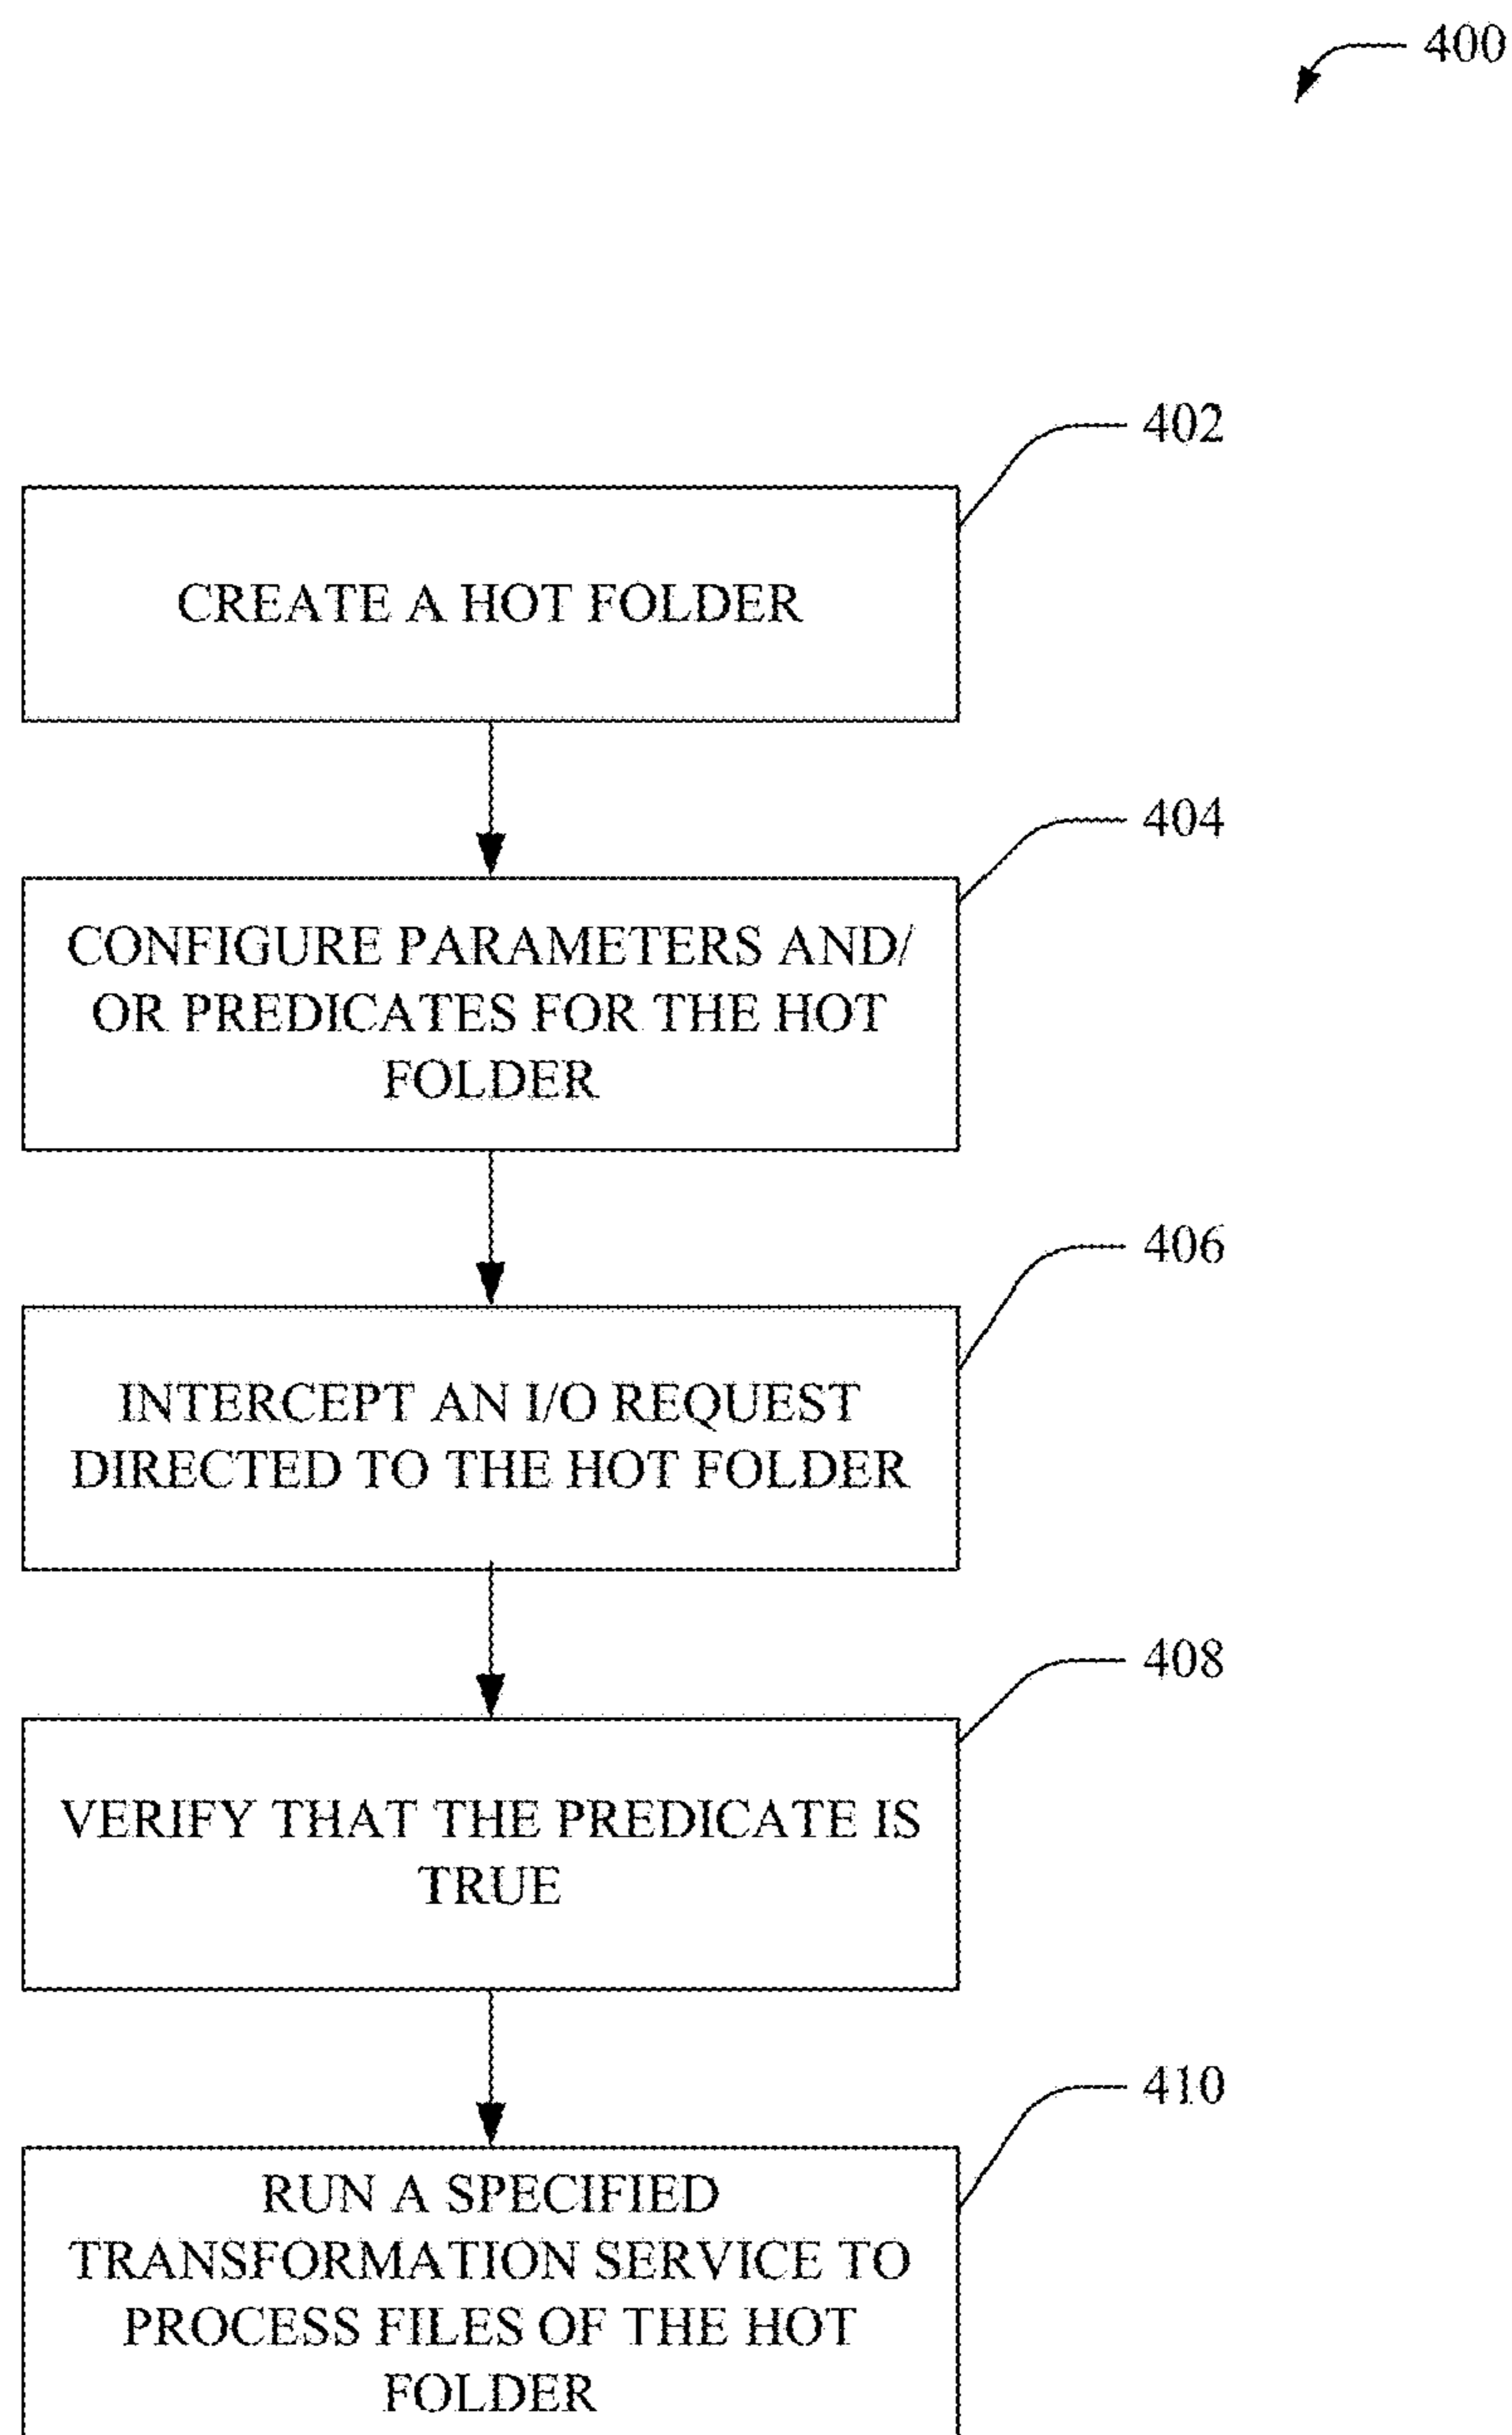 400
402
CREATE A HOT FOLDER
404
CONFIGURE PARAMETERS AND/
OR PREDICATES FOR THE HOT
FOLDER
406
INTERCEPT AN I/O REQUEST
DIRECTED TO THE HOT FOLDER
408
VERIFY THAT THE PREDICATE IS
TRUE
410
RUN A SPECIFIED
TRANSFORMATION SERVICE TO
PROCESS FILES OF THE HOT
FOLDER